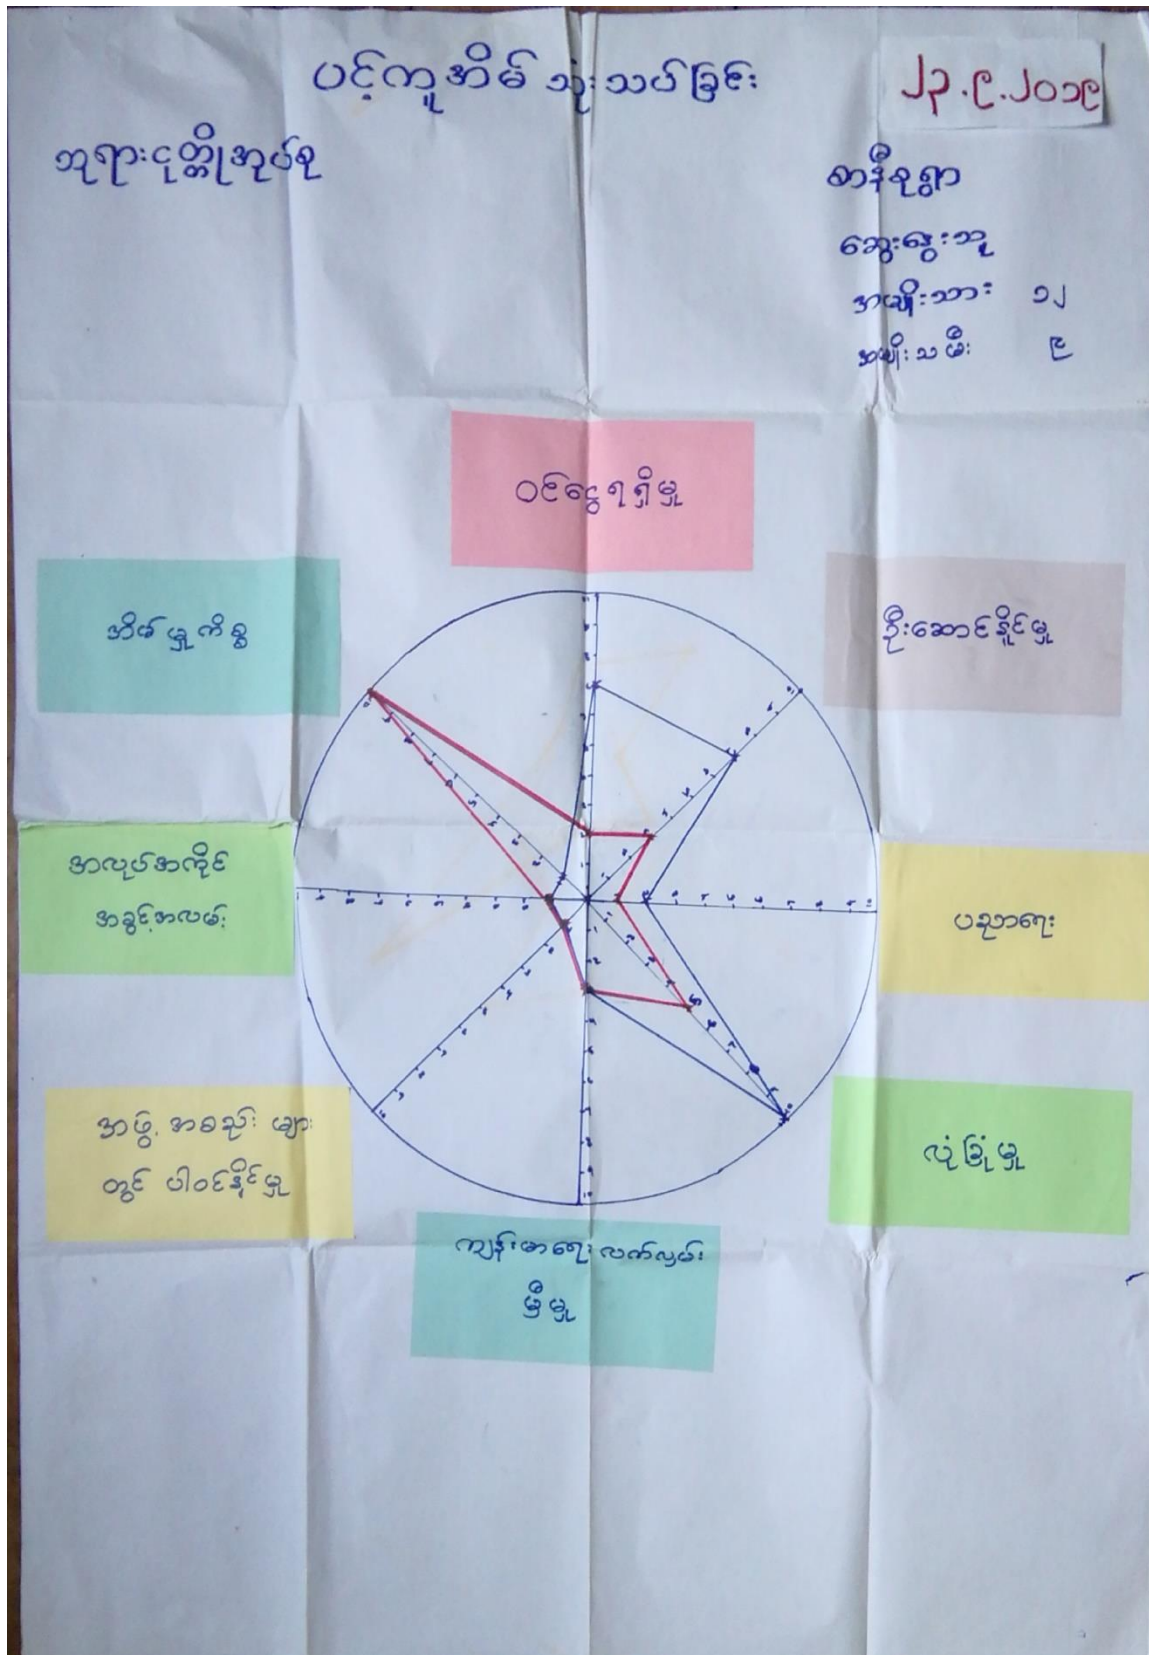 ပင့်ကူအိမ် သုံးသပ်ခြင်း
၂၃.၉.၂၀၁၉
ဘုရားငုတ္တိုအုပ်စု
ဆွေးနွေးသူ
အမျိုးသား ၁၂
အမျိုးသမီး ၉
ဝင်ငွေရရှိမှု
အိမ်မှုကိစ္စ
ဦးဆောင်နိုင်မှု
အလုပ်အကိုင်
အခွင့်အလမ်း
ပညာရေး
အဖွဲ့အစည်းများ
တွင် ပါဝင်နိုင်မှု
လုံခြုံမှု
ကျန်းမာရေးလက်လှမ်း
မှီမှု